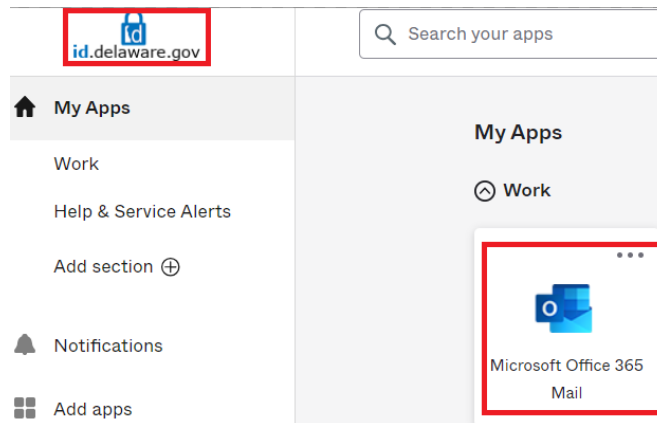 id
id.delaware.gov
Search your apps
My Apps
Work
Help & Service Alerts
Add section
Notifications
Add apps
My Apps
Work
O
Microsoft Office 365
Mail